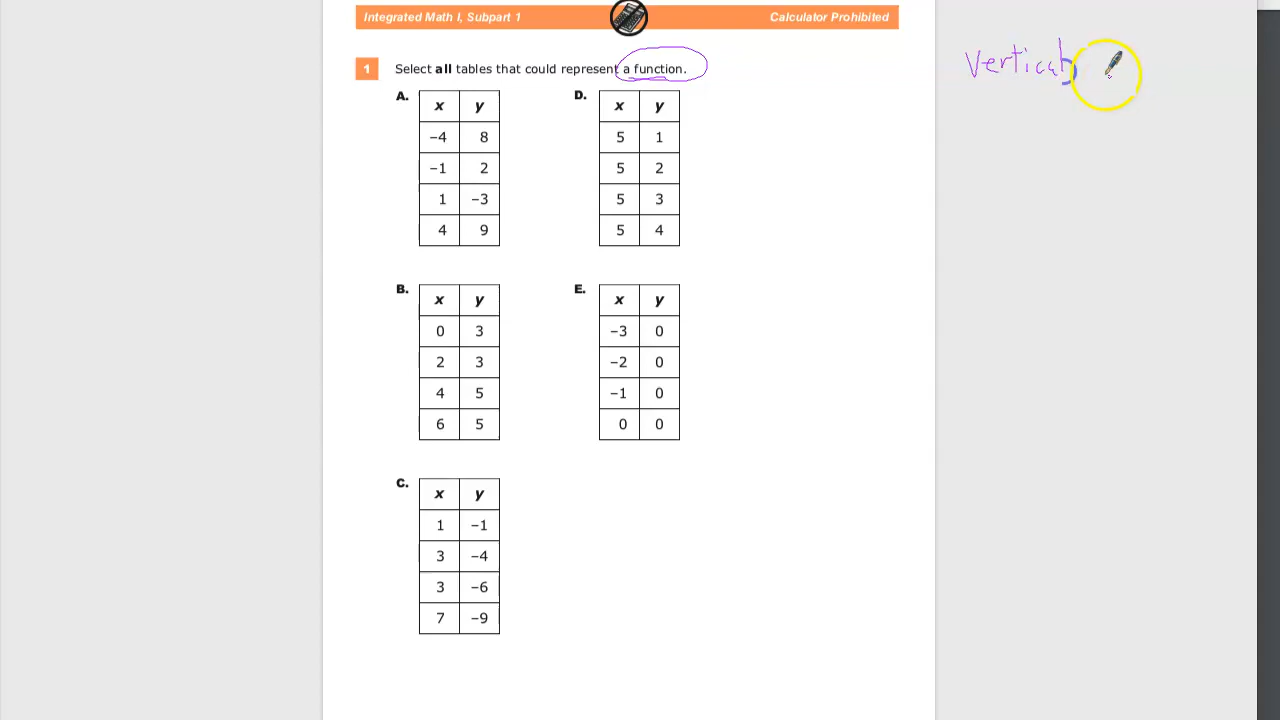 Integrated Math I, Subpart 1
Calculator Prohibited
1 Select all tables that could represent a function.
vertical
A.
x y
−4 8
−1 2
1 −3
4 9
D.
x y
5 1
5 2
5 3
5 4
B.
x y
0 3
2 3
4 5
6 5
E.
x y
−3 0
−2 0
−1 0
0 0
C.
x y
1 −1
3 −4
3 −6
7 −9